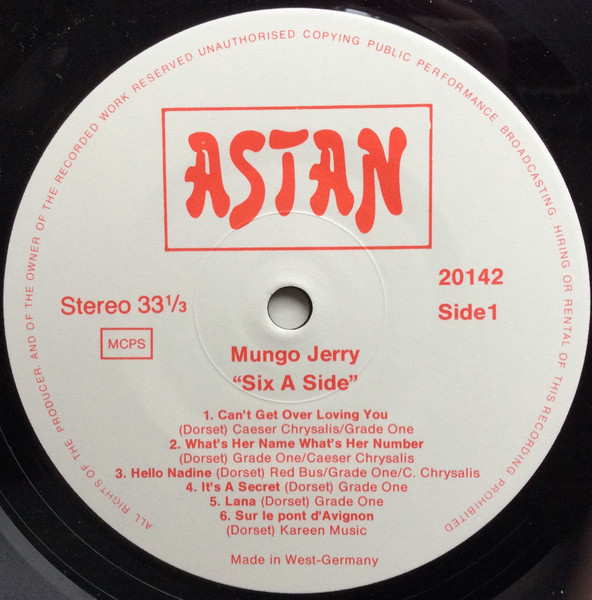 ALL RIGHTS OF THE PRODUCER. AND OF THE OWNER OF THE RECORDED WORK RESERVED UNAUTHORISED COPYING PUBLIC PERFORMANCE BROADCASTING. HIRING OR RENTAL OF THIS RECORDING PROHIBITED
ASTAN
Stereo 33 1/3
20142
MCPS
Side1
Mungo Jerry
“Six A Side”
1. Can't Get Over Loving You
(Dorset) Caeser Chrysalis/Grade One
2. What's Her Name What's Her Number
(Dorset) Grade One/Caeser Chrysalis
3. Hello Nadine (Dorset) Red Bus/Grade One/C. Chrysalis
4. It's A Secret (Dorset) Grade One
5. Lana (Dorset) Grade One
6. Sur le pont d'Avignon
(Dorset) Kareen Music
Made in West-Germany